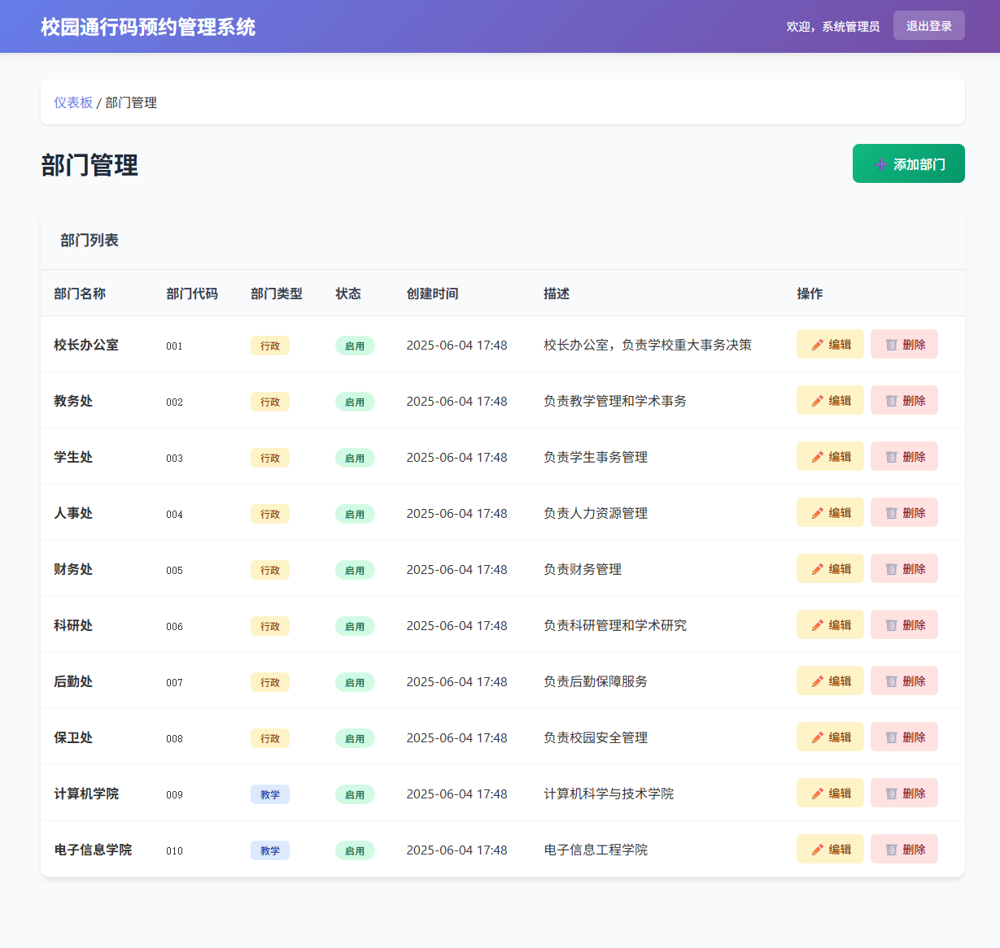 校园通行码预约管理系统
欢迎，系统管理员 退出登录
仪表板 / 部门管理
部门管理
添加部门
部门列表
部门名称 部门代码 部门类型 状态 创建时间 描述 操作
校长办公室 001 行政 启用 2025-06-04 17:48 校长办公室，负责学校重大事务决策 编辑 删除
教务处 002 行政 启用 2025-06-04 17:48 负责教学管理和学术事务 编辑 删除
学生处 003 行政 启用 2025-06-04 17:48 负责学生事务管理 编辑 删除
人事处 004 行政 启用 2025-06-04 17:48 负责人力资源管理 编辑 删除
财务处 005 行政 启用 2025-06-04 17:48 负责财务管理 编辑 删除
科研处 006 行政 启用 2025-06-04 17:48 负责科研管理和学术研究 编辑 删除
后勤处 007 行政 启用 2025-06-04 17:48 负责后勤保障服务 编辑 删除
保卫处 008 行政 启用 2025-06-04 17:48 负责校园安全管理 编辑 删除
计算机学院 009 教学 启用 2025-06-04 17:48 计算机科学与技术学院 编辑 删除
电子信息学院 010 教学 启用 2025-06-04 17:48 电子信息工程学院 编辑 删除